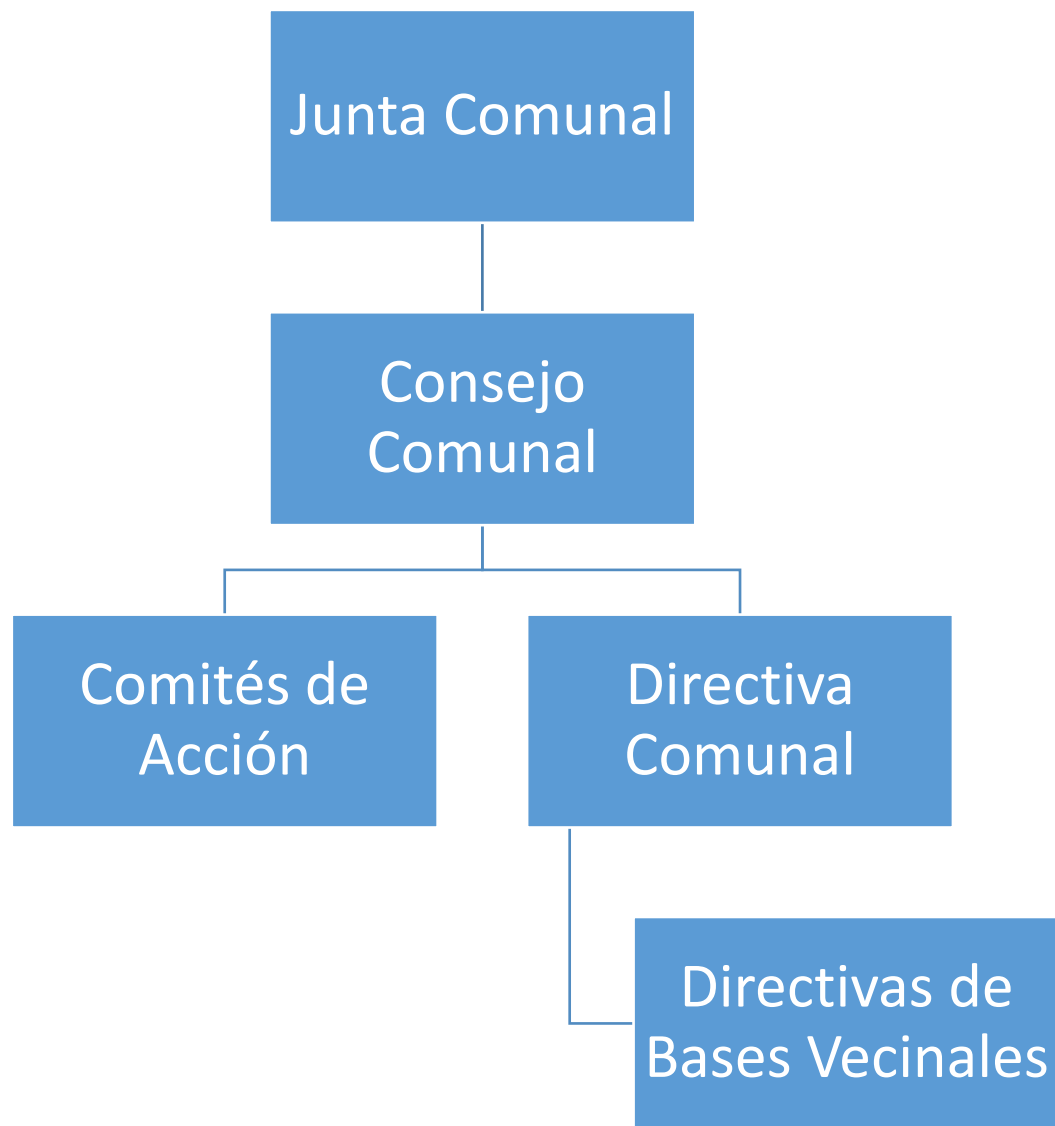 Junta Comunal
Consejo
Comunal
Comités de
Acción
Directiva
Comunal
Directivas de
Bases Vecinales